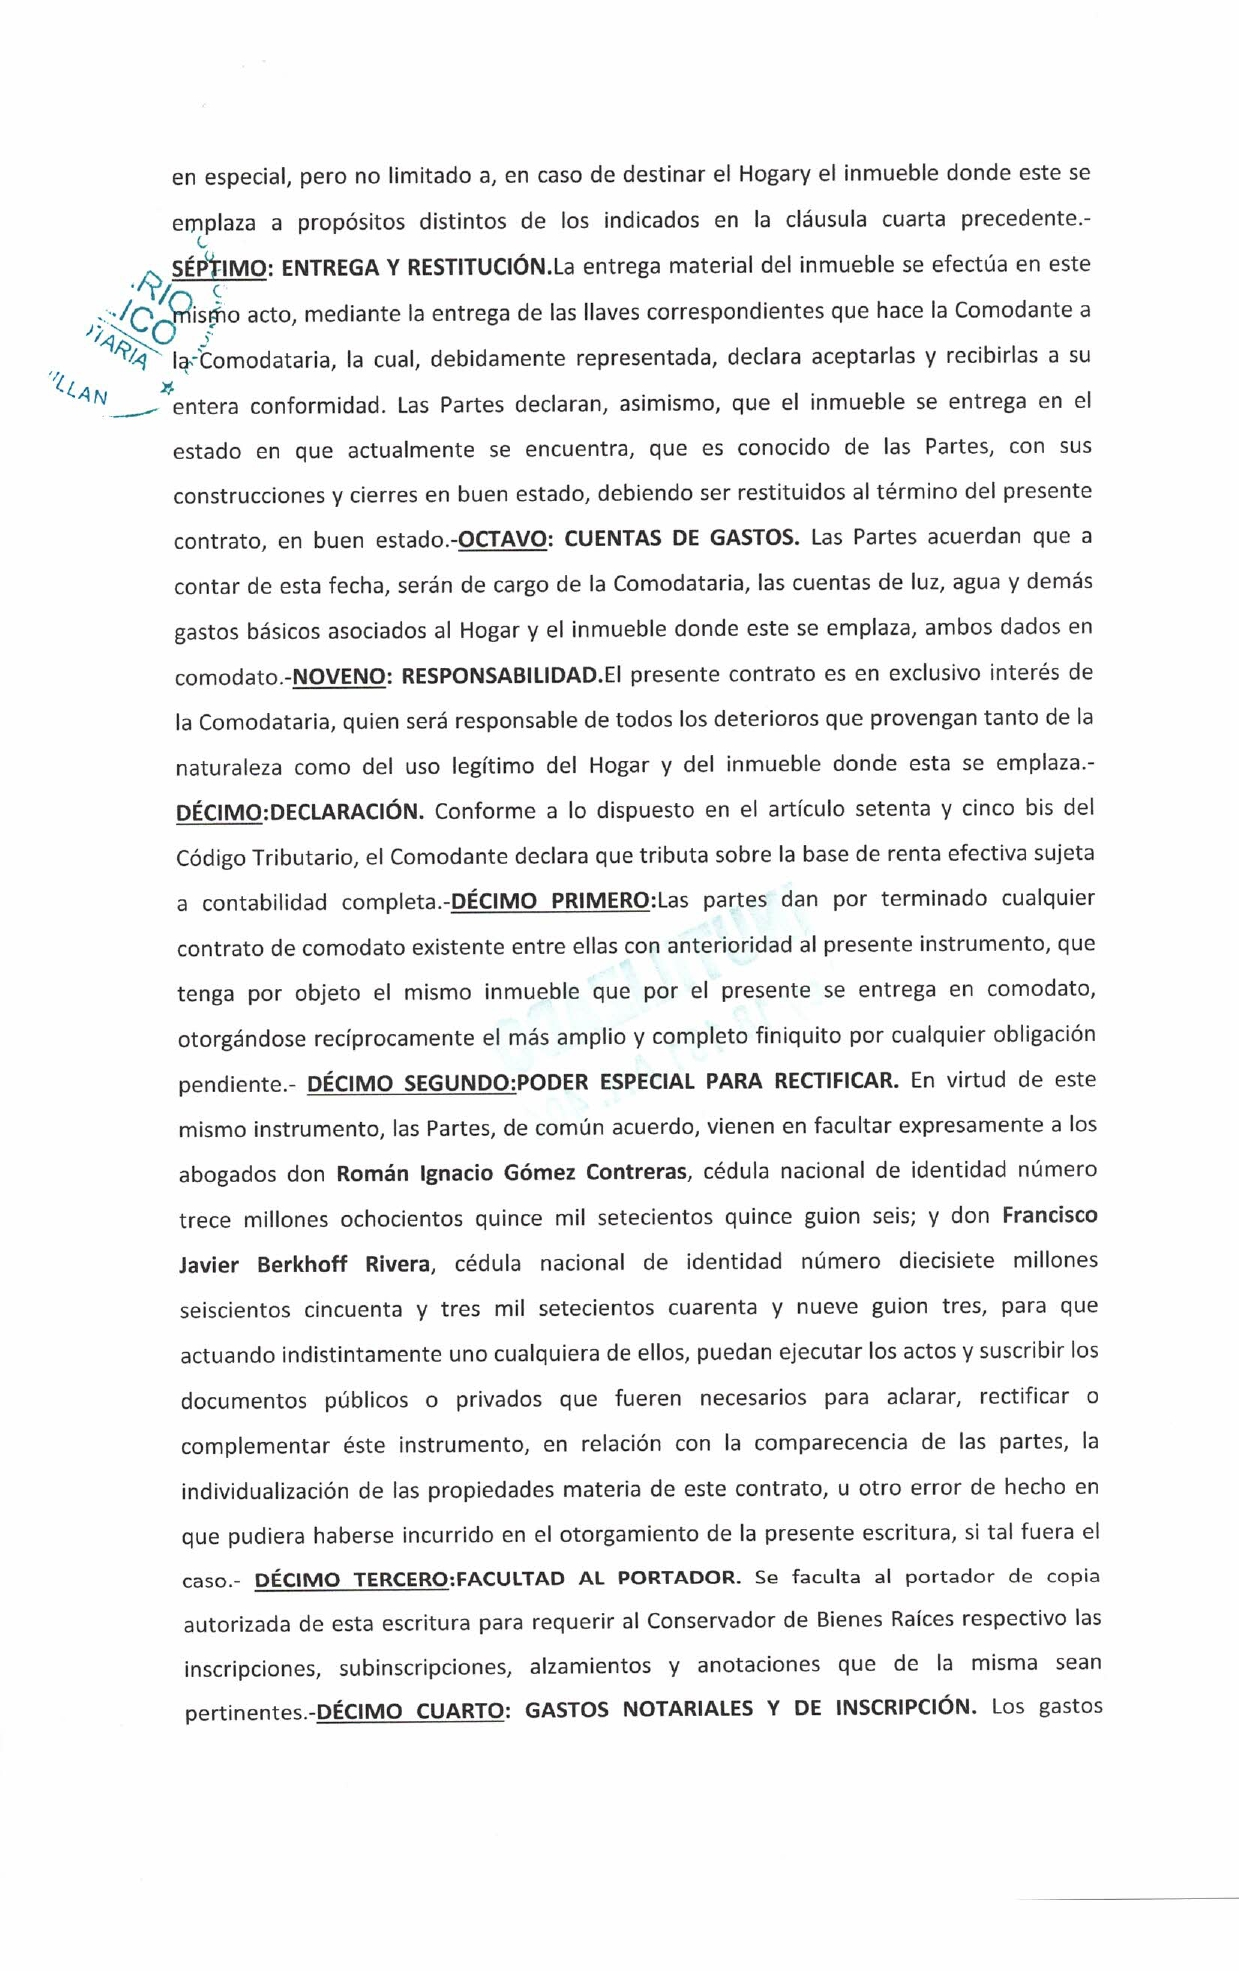 en especial, pero no limitado a, en caso de destinar el Hogary el inmueble donde este se
emplaza a propósitos distintos de los indicados en la cláusula cuarta precedente.-
SÉPTIMO: ENTREGA Y RESTITUCIÓN.La entrega material del inmueble se efectúa en este
mismo acto, mediante la entrega de las llaves correspondientes que hace la Comodante a
la Comodataria, la cual, debidamente representada, declara aceptarlas y recibirlas a su
entera conformidad. Las Partes declaran, asimismo, que el inmueble se entrega en el
estado en que actualmente se encuentra, que es conocido de las Partes, con sus
construcciones y cierres en buen estado, debiendo ser restituidos al término del presente
contrato, en buen estado.-OCTAVO: CUENTAS DE GASTOS. Las Partes acuerdan que a
contar de esta fecha, serán de cargo de la Comodataria, las cuentas de luz, agua y demás
gastos básicos asociados al Hogar y el inmueble donde este se emplaza, ambos dados en
comodato.-NOVENO: RESPONSABILIDAD.El presente contrato es en exclusivo interés de
la Comodataria, quien será responsable de todos los deterioros que provengan tanto de la
naturaleza como del uso legítimo del Hogar y del inmueble donde esta se emplaza.-
DÉCIMO:DECLARACIÓN. Conforme a lo dispuesto en el artículo setenta y cinco bis del
Código Tributario, el Comodante declara que tributa sobre la base de renta efectiva sujeta
a contabilidad completa.-DÉCIMO PRIMERO:Las partes dan por terminado cualquier
contrato de comodato existente entre ellas con anterioridad al presente instrumento, que
tenga por objeto el mismo inmueble que por el presente se entrega en comodato,
otorgándose recíprocamente el más amplio y completo finiquito por cualquier obligación
pendiente.- DÉCIMO SEGUNDO:PODER ESPECIAL PARA RECTIFICAR. En virtud de este
mismo instrumento, las Partes, de común acuerdo, vienen en facultar expresamente a los
abogados don Román Ignacio Gómez Contreras, cédula nacional de identidad número
trece millones ochocientos quince mil setecientos quince guion seis; y don Francisco
Javier Berkhoff Rivera, cédula nacional de identidad número diecisiete millones
seiscientos cincuenta y tres mil setecientos cuarenta y nueve guion tres, para que
actuando indistintamente uno cualquiera de ellos, puedan ejecutar los actos y suscribir los
documentos públicos o privados que fueren necesarios para aclarar, rectificar o
complementar éste instrumento, en relación con la comparecencia de las partes, la
individualización de las propiedades materia de este contrato, u otro error de hecho en
que pudiera haberse incurrido en el otorgamiento de la presente escritura, si tal fuera el
caso.- DÉCIMO TERCERO:FACULTAD AL PORTADOR. Se faculta al portador de copia
autorizada de esta escritura para requerir al Conservador de Bienes Raíces respectivo las
inscripciones, subinscripciones, alzamientos y anotaciones que de la misma sean
pertinentes.-DÉCIMO CUARTO: GASTOS NOTARIALES Y DE INSCRIPCIÓN. Los gastos